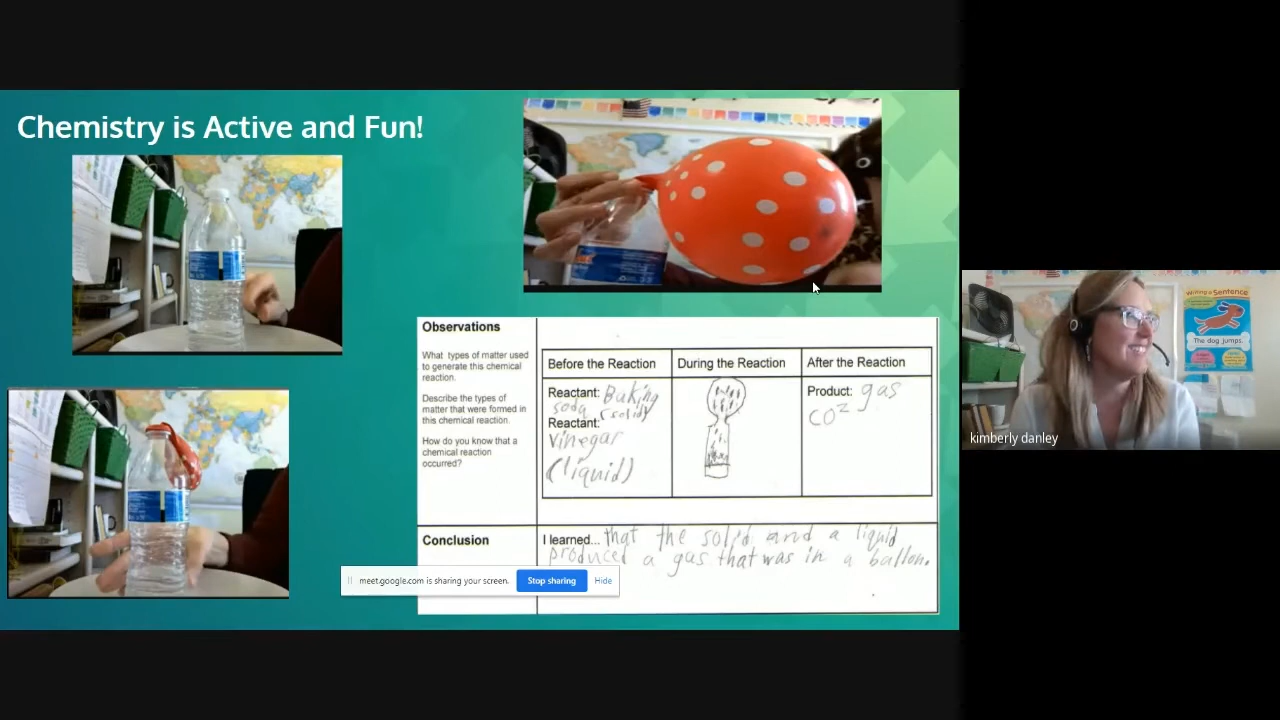 Chemistry is Active and Fun!
Observations
What types of matter used
to generate this chemical
reaction.
Describe the types of
matter that were formed in
this chemical reaction.
How do you know that a
chemical reaction
occurred?
Before the Reaction
During the Reaction
After the Reaction
Reactant: Baking
soda (solid)
Reactant:
vinegar
(liquid)
Product: gas
CO²
Conclusion
I learned... that the solid and a liquid
produced a gas that was in a ballon.
meet.google.com is sharing your screen.
Stop sharing
Hide
Writing a Sentence
The dog jumps.
kimberly danley